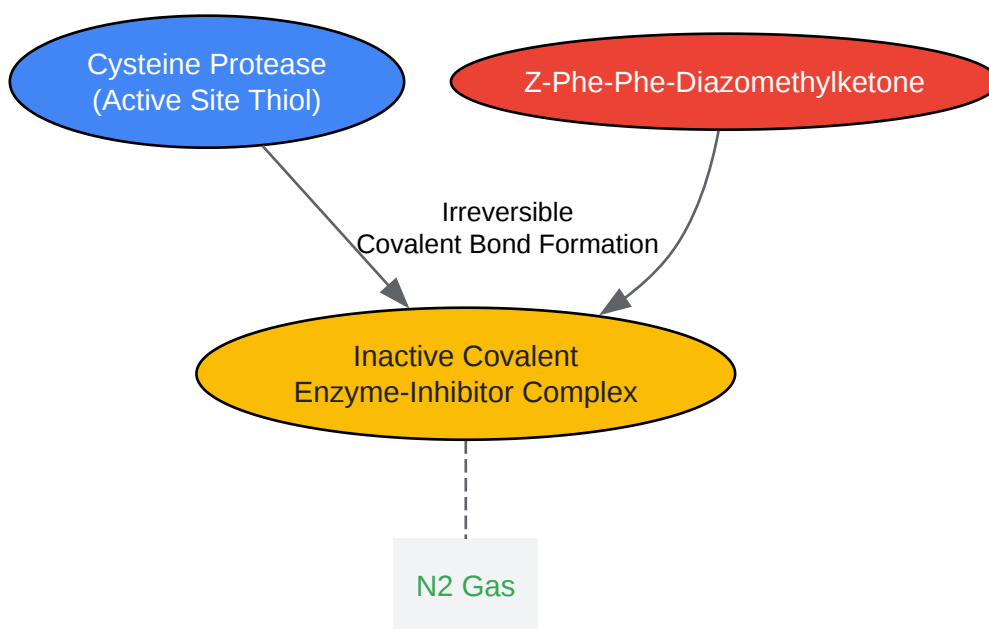 Cysteine Protease
(Active Site Thiol)
Z-Phe-Phe-Diazomethylketone
Irreversible
Covalent Bond Formation
Inactive Covalent
Enzyme-Inhibitor Complex
N2 Gas